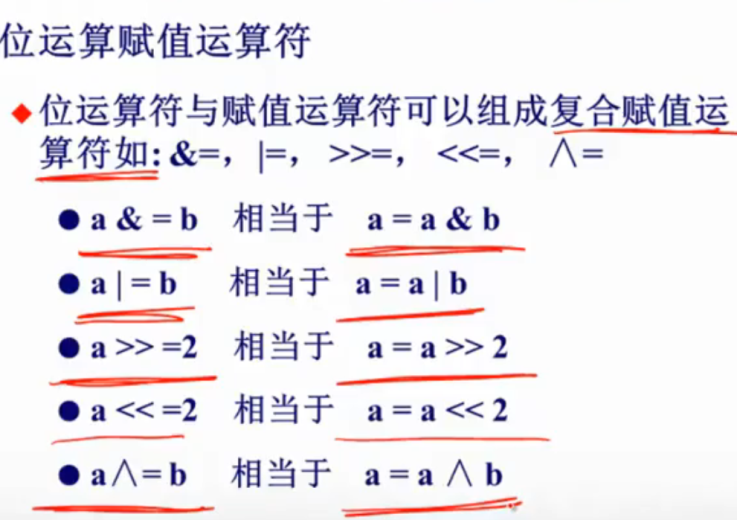 位运算赋值运算符
位运算符与赋值运算符可以组成复合赋值运
算符如: &=, |=, >>=, <<=, ∧=
a & = b 相当于 a = a & b
a | = b 相当于 a = a | b
a >> =2 相当于 a = a >> 2
a << =2 相当于 a = a << 2
a∧= b 相当于 a = a ∧ b